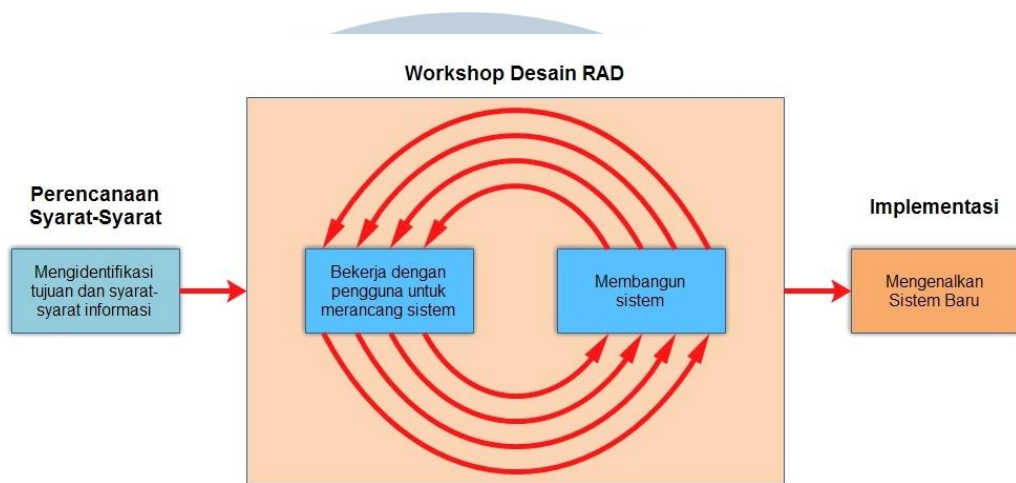 Workshop Desain RAD
Perencanaan
Syarat-Syarat
Mengidentifikasi
tujuan dan syarat-
syarat informasi
Bekerja dengan
pengguna untuk
merancang sistem
Membangun
sistem
Implementasi
Mengenalkan
Sistem Baru